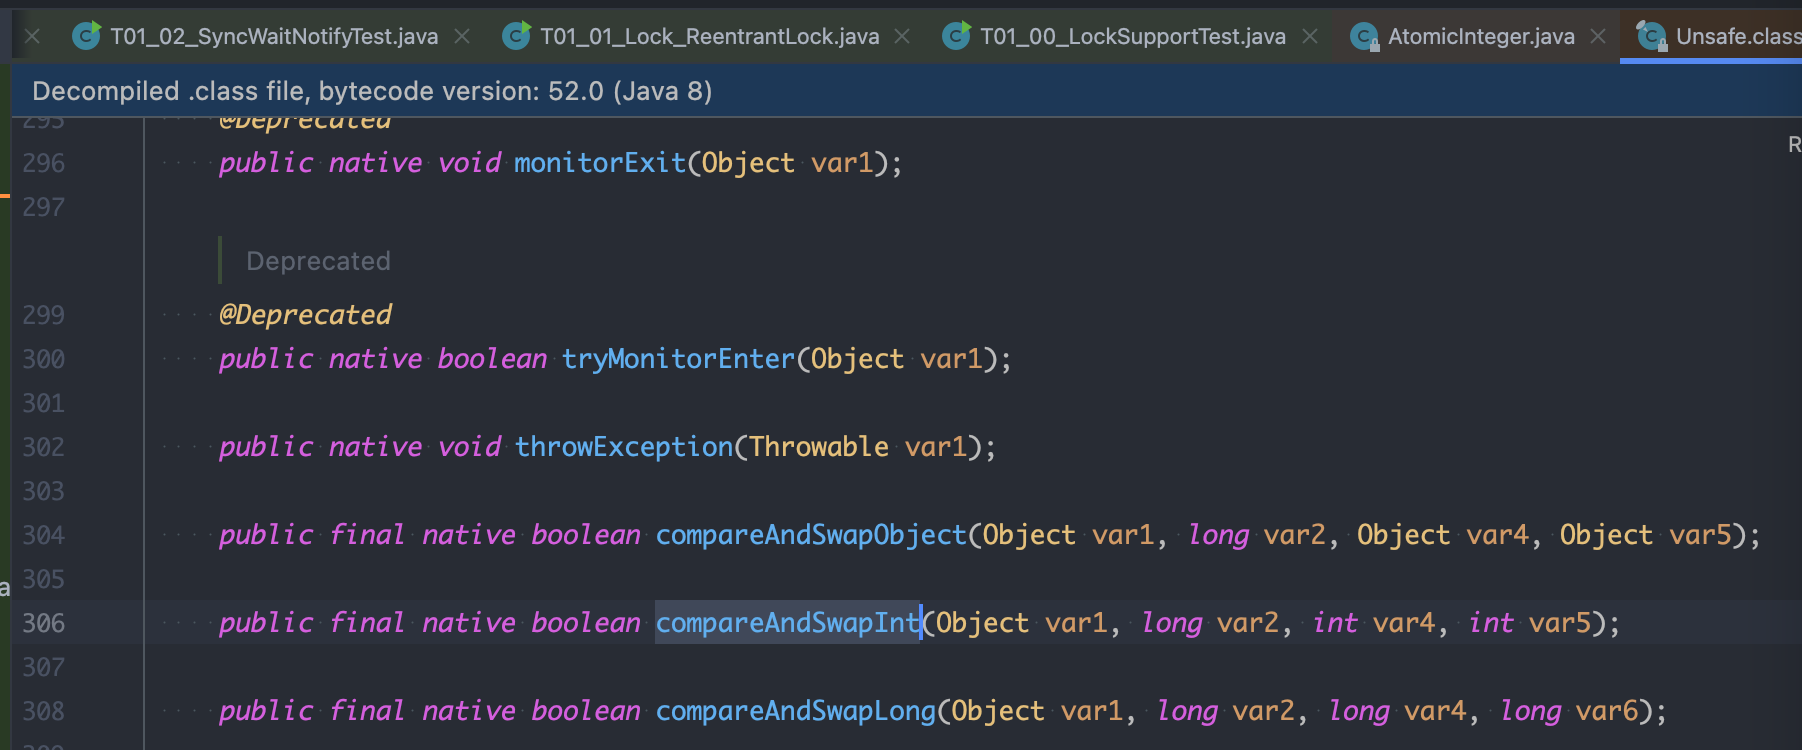 T01_02_SyncWaitNotifyTest.java T01_01_Lock_ReentrantLock.java T01_00_LockSupportTest.java AtomicInteger.java Unsafe.class
Decompiled .class file, bytecode version: 52.0 (Java 8)
R
295 @Deprecated
296 public native void monitorExit(Object var1);
297
Deprecated
299 @Deprecated
300 public native boolean tryMonitorEnter(Object var1);
301
302 public native void throwException(Throwable var1);
303
304 public final native boolean compareAndSwapObject(Object var1, long var2, Object var4, Object var5);
a 305
306 public final native boolean compareAndSwapInt(Object var1, long var2, int var4, int var5);
307
308 public final native boolean compareAndSwapLong(Object var1, long var2, long var4, long var6);